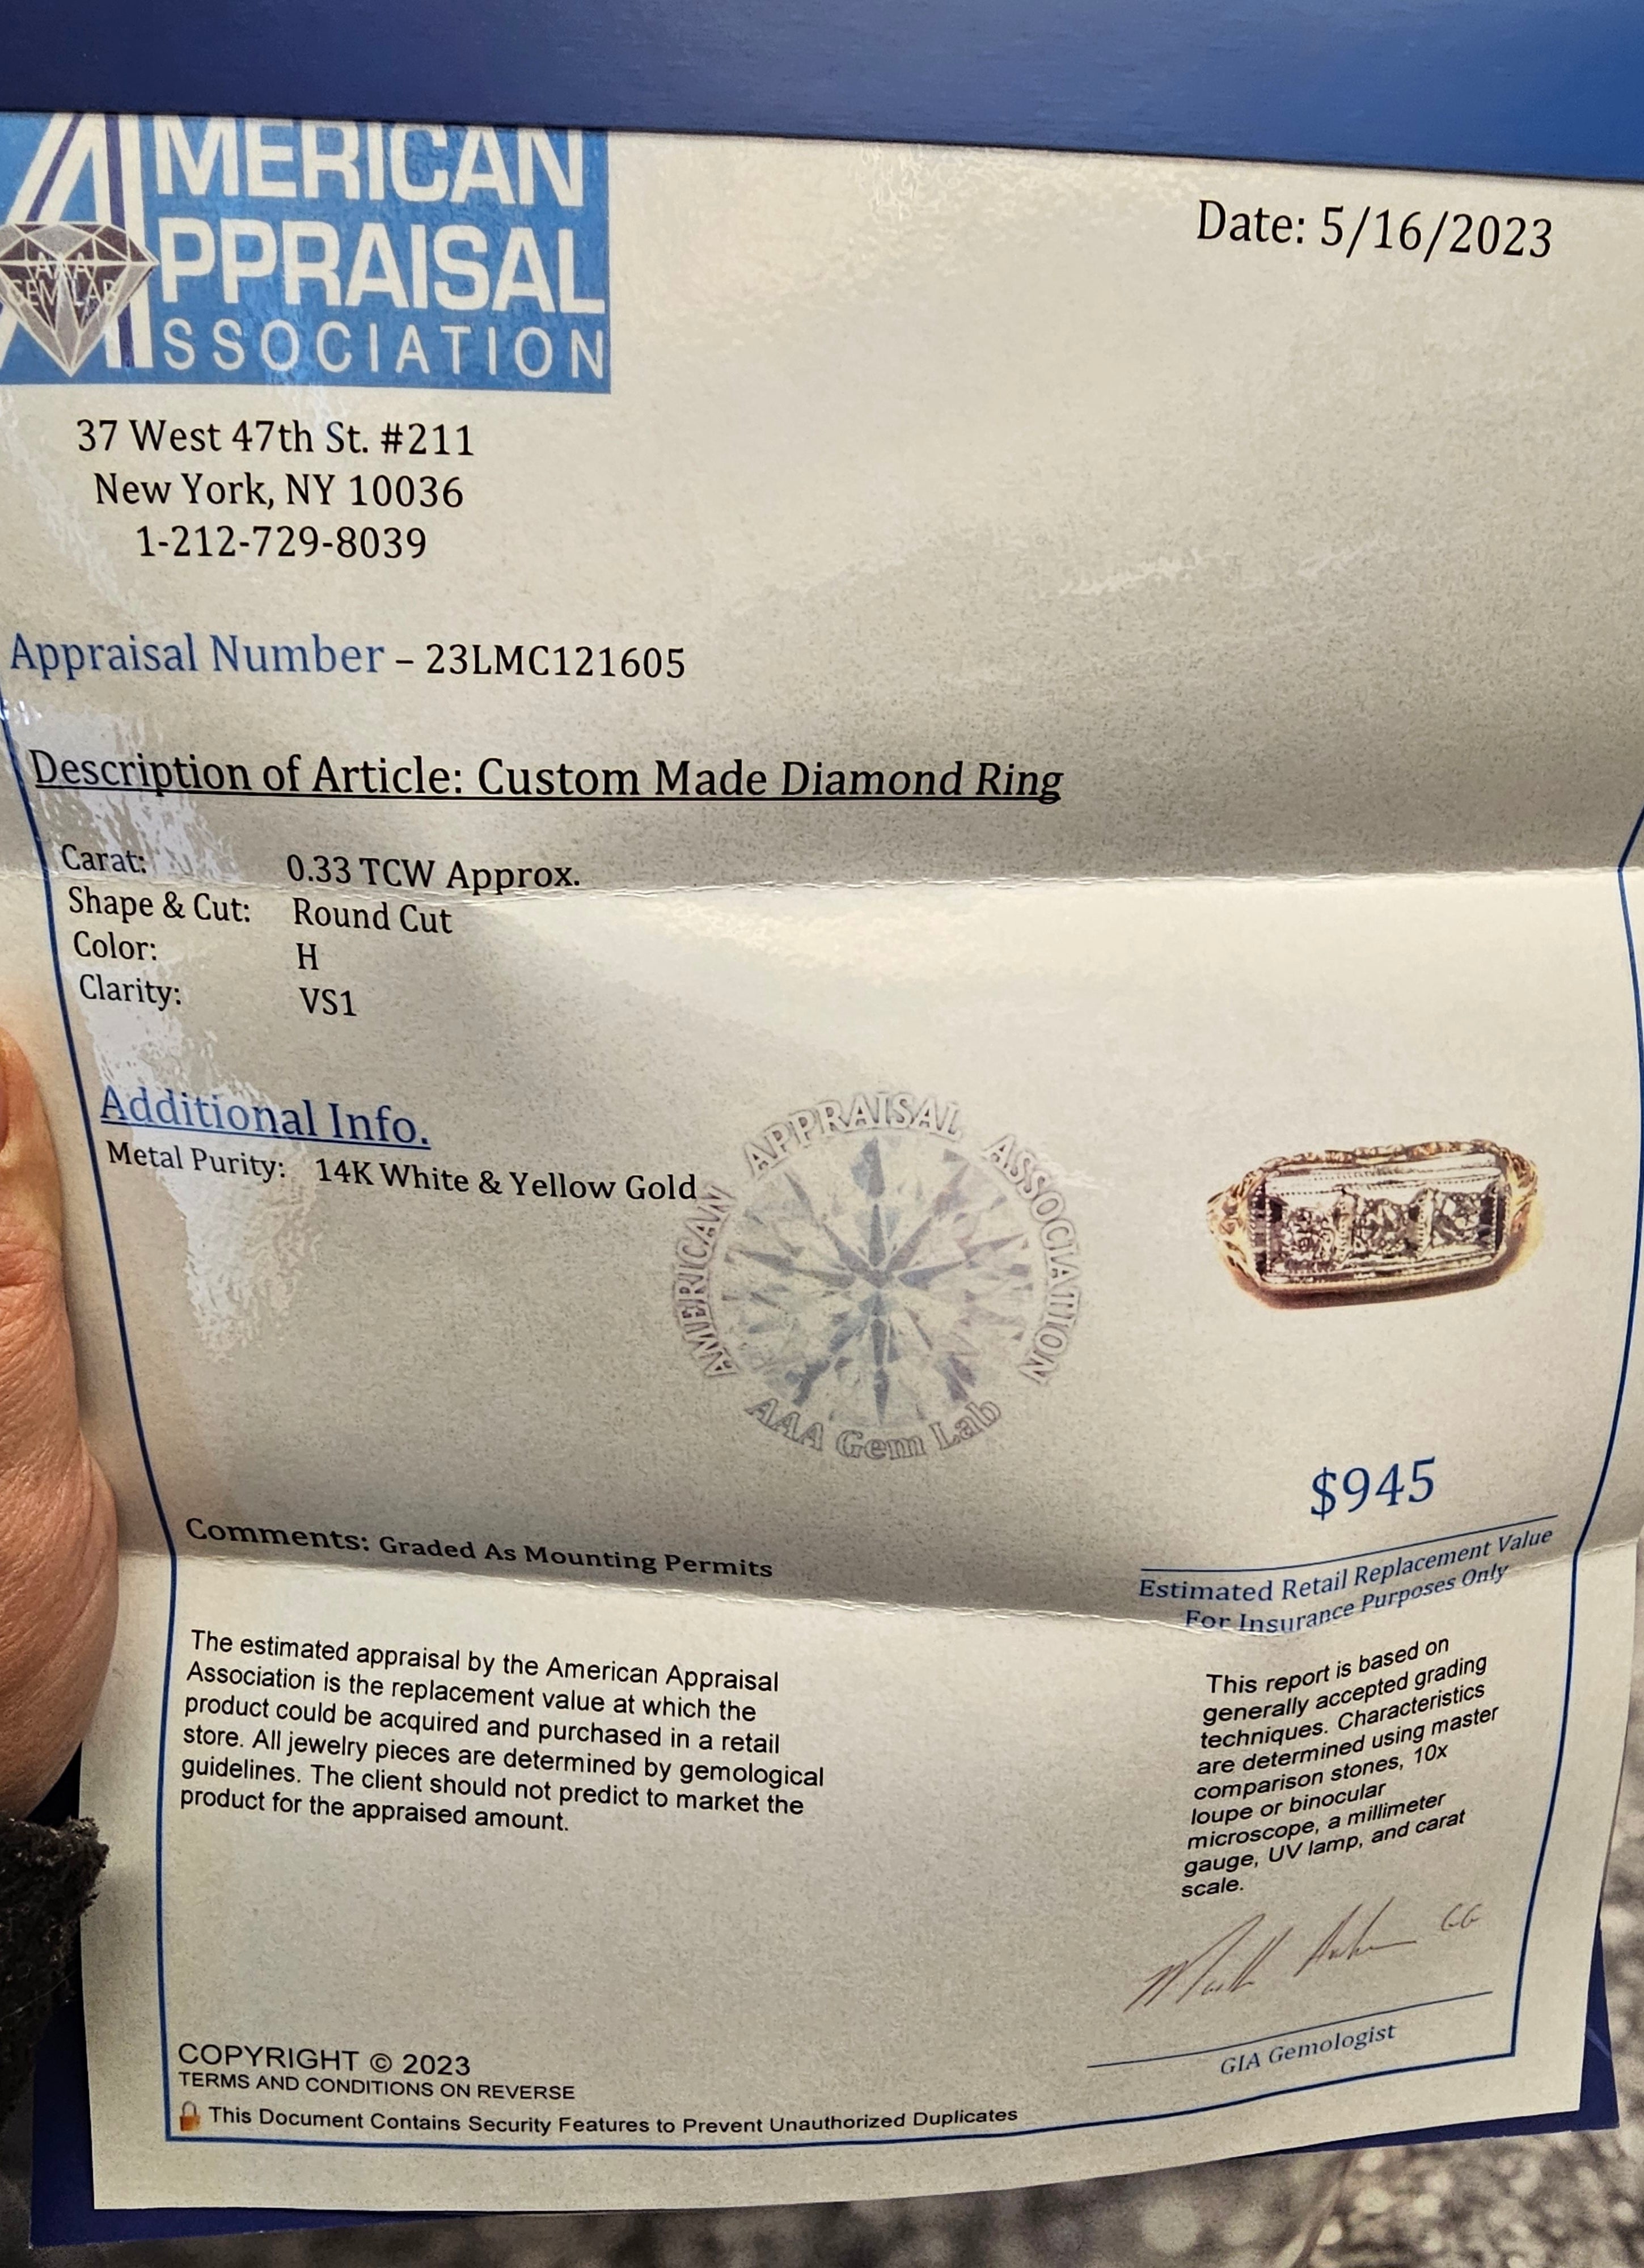 AMERICAN
APPRAISAL
ASSOCIATION
AAA
GEM LAB
Date: 5/16/2023
37 West 47th St. #211
New York, NY 10036
1-212-729-8039
Appraisal Number – 23LMC121605
Description of Article: Custom Made Diamond Ring
Carat: 0.33 TCW Approx.
Shape & Cut: Round Cut
Color: H
Clarity: VS1
Additional Info.
Metal Purity: 14K White & Yellow Gold
AMERICAN APPRAISAL ASSOCIATION
AAA Gem Lab
$945
Estimated Retail Replacement Value
For Insurance Purposes Only
Comments: Graded As Mounting Permits
The estimated appraisal by the American Appraisal
Association is the replacement value at which the
product could be acquired and purchased in a retail
store. All jewelry pieces are determined by gemological
guidelines. The client should not predict to market the
product for the appraised amount.
This report is based on
generally accepted grading
techniques. Characteristics
are determined using master
comparison stones, 10x
loupe or binocular
microscope, a millimeter
gauge, UV lamp, and carat
scale.
GG
GIA Gemologist
COPYRIGHT © 2023
TERMS AND CONDITIONS ON REVERSE
This Document Contains Security Features to Prevent Unauthorized Duplicates